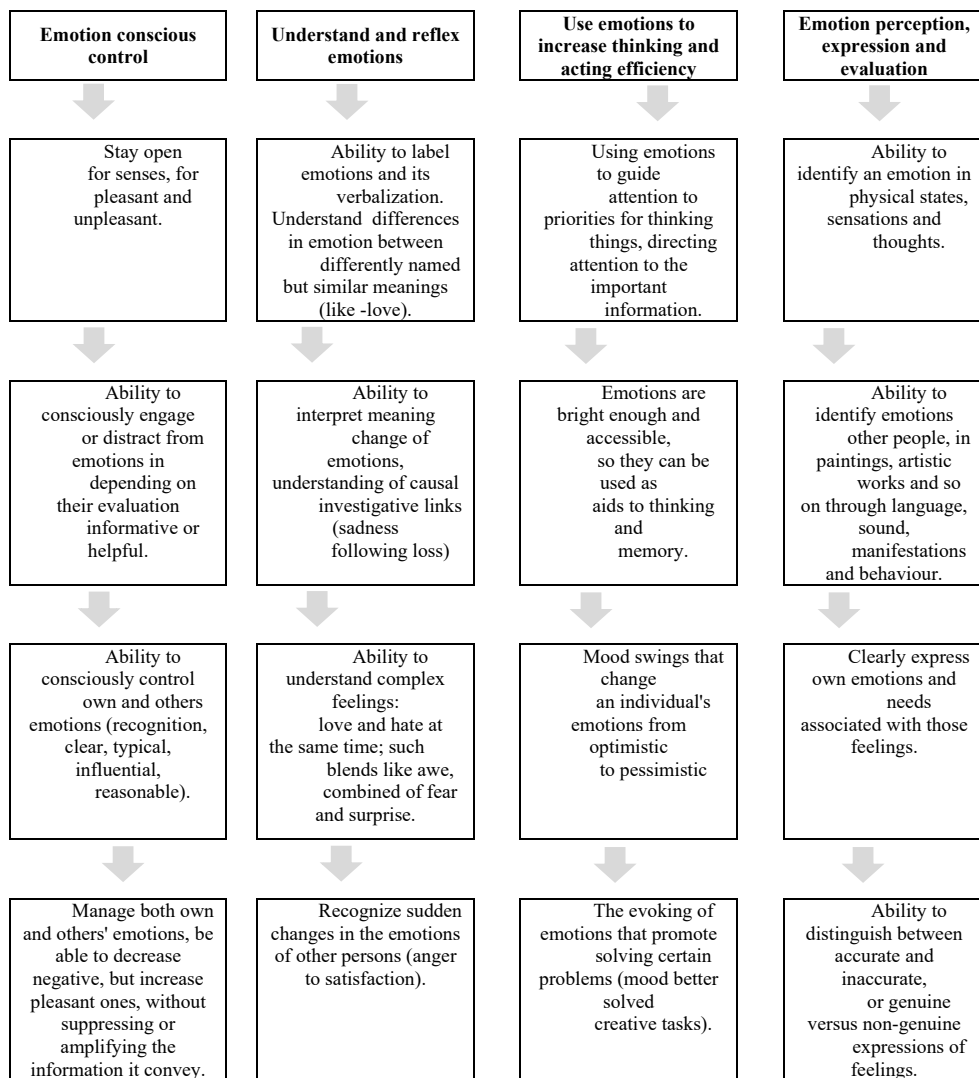 Emotion conscious
control
Stay open
for senses, for
pleasant and
unpleasant.
Ability to
consciously engage
or distract from
emotions in
depending on
their evaluation
informative or
helpful.
Ability to
consciously control
own and others
emotions (recognition,
clear, typical,
influential,
reasonable).
Manage both own
and others' emotions, be
able to decrease
negative, but increase
pleasant ones, without
suppressing or
amplifying the
information it convey.
Understand and reflex
emotions
Ability to label
emotions and its
verbalization.
Understand differences
in emotion between
differently named
but similar meanings
(like -love).
Ability to
interpret meaning
change of
emotions,
understanding of causal
investigative links
(sadness
following loss)
Ability to
understand complex
feelings:
love and hate at
the same time; such
blends like awe,
combined of fear
and surprise.
Recognize sudden
changes in the emotions
of other persons (anger
to satisfaction).
Use emotions to
increase thinking and
acting efficiency
Using emotions
to guide
attention to
priorities for thinking
things, directing
attention to the
important
information.
Emotions are
bright enough and
accessible,
so they can be
used as
aids to thinking
and
memory.
Mood swings that
change
an individual's
emotions from
optimistic
to pessimistic
The evoking of
emotions that promote
solving certain
problems (mood better
solved
creative tasks).
Emotion perception,
expression and
evaluation
Ability to
identify an emotion in
physical states,
sensations and
thoughts.
Ability to
identify emotions
other people, in
paintings, artistic
works and so
on through language,
sound,
manifestations
and behaviour.
Clearly express
own emotions and
needs
associated with those
feelings.
Ability to
distinguish between
accurate and
inaccurate,
or genuine
versus non-genuine
expressions of
feelings.